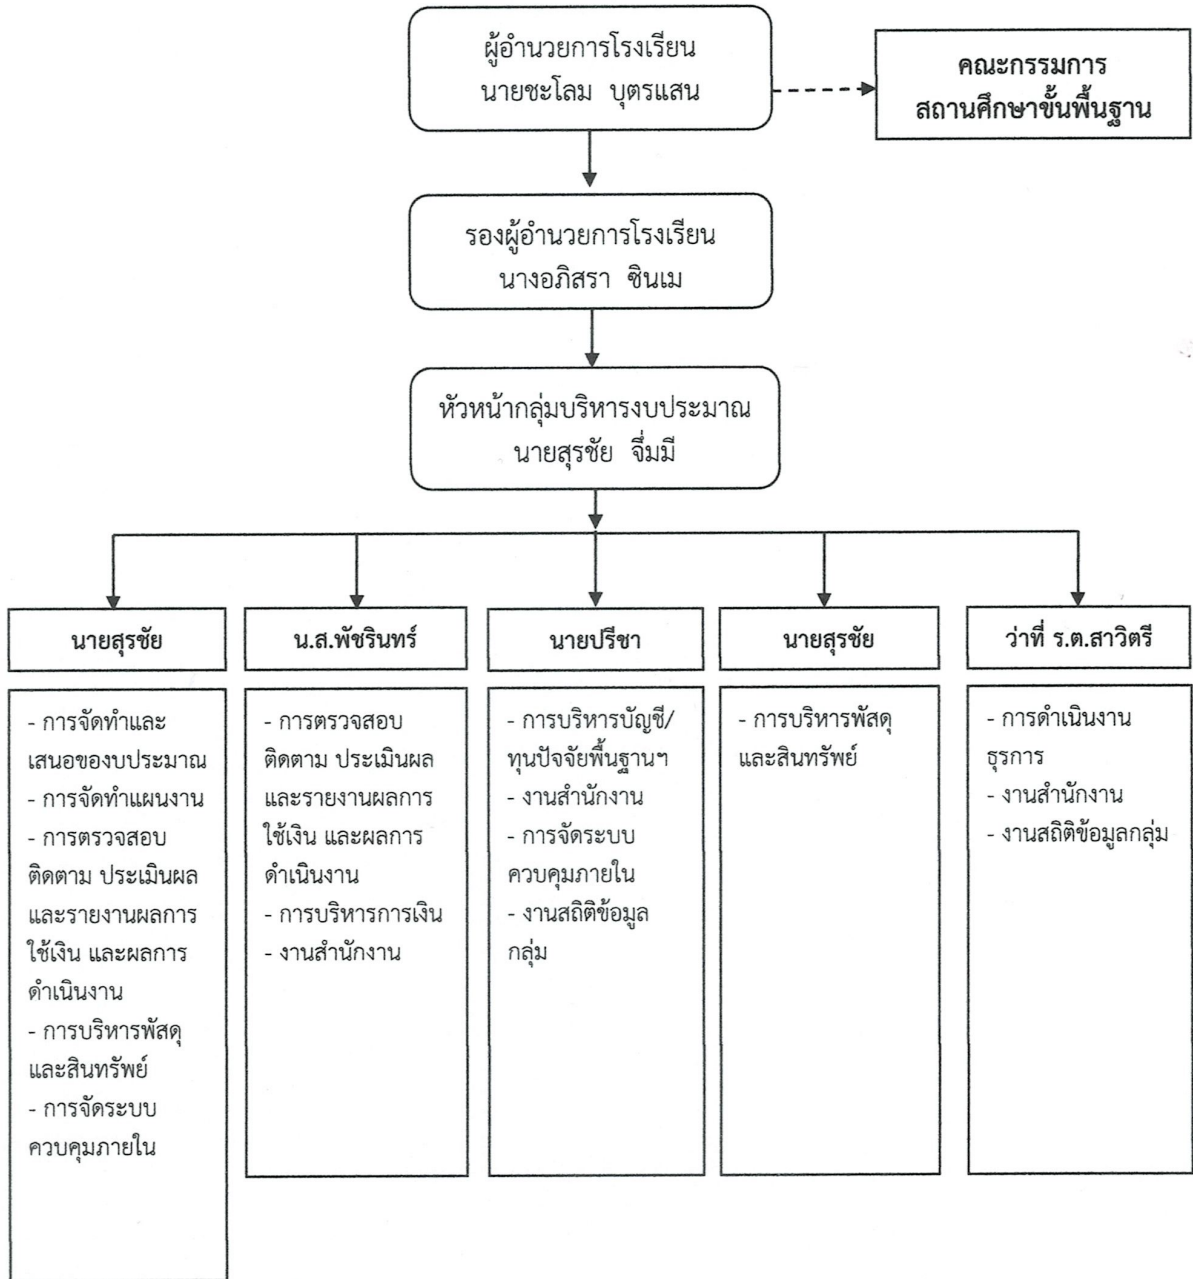 ผู้อำนวยการโรงเรียน
นายชะโลม บุตรแสน
คณะกรรมการ
สถานศึกษาขั้นพื้นฐาน
รองผู้อำนวยการโรงเรียน
นางอภิสรา ซินเม
หัวหน้ากลุ่มบริหารงบประมาณ
นายสุรชัย จึ่มมี
นายสุรชัย
- การจัดทำและ
เสนอของบประมาณ
- การจัดทำแผนงาน
- การตรวจสอบ
ติดตาม ประเมินผล
และรายงานผลการ
ใช้เงิน และผลการ
ดำเนินงาน
- การบริหารพัสดุ
และสินทรัพย์
- การจัดระบบ
ควบคุมภายใน
น.ส.พัชรินทร์
- การตรวจสอบ
ติดตาม ประเมินผล
และรายงานผลการ
ใช้เงิน และผลการ
ดำเนินงาน
- การบริหารการเงิน
- งานสำนักงาน
นายปรีชา
- การบริหารบัญชี/
ทุนปัจจัยพื้นฐานฯ
- งานสำนักงาน
- การจัดระบบ
ควบคุมภายใน
- งานสถิติข้อมูล
กลุ่ม
นายสุรชัย
- การบริหารพัสดุ
และสินทรัพย์
ว่าที่ ร.ต.สาวิตรี
- การดำเนินงาน
ธุรการ
- งานสำนักงาน
- งานสถิติข้อมูลกลุ่ม